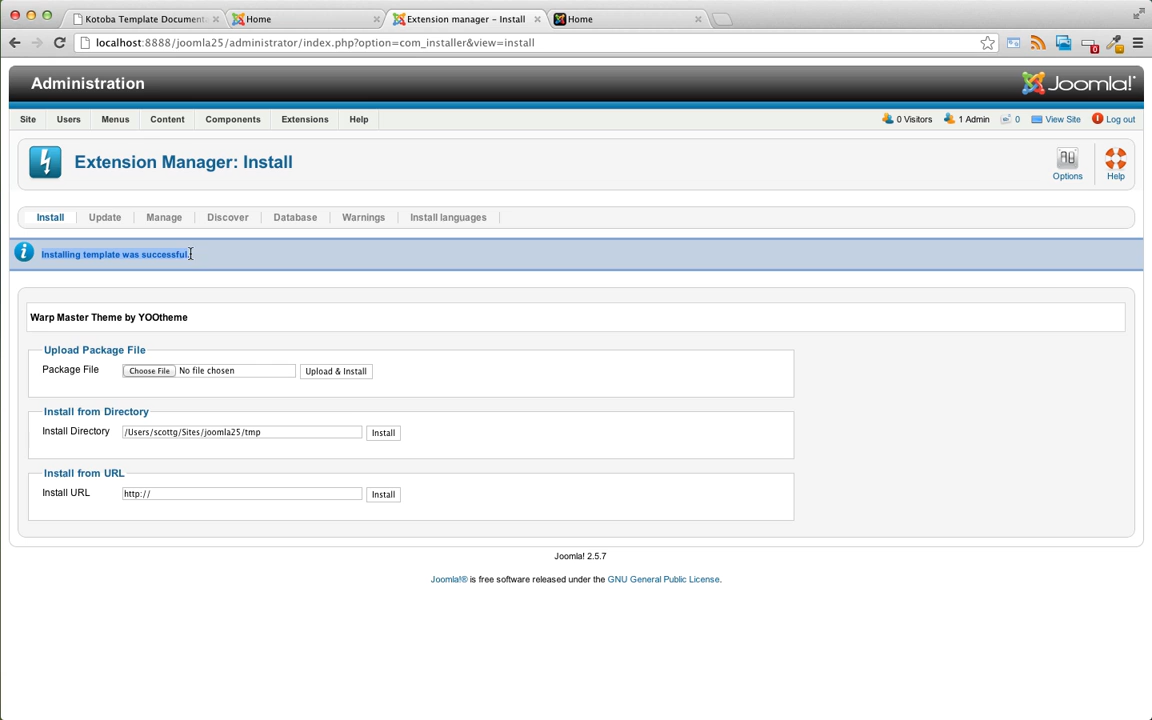 Kotoba Template Documenta
Home
Extension manager – Install
Home
localhost:8888/joomla25/administrator/index.php?option=com_installer&view=install
0
Administration
Joomla!®
Site Users Menus Content Components Extensions Help
0 Visitors 1 Admin 0 View Site Log out
Extension Manager: Install
Options Help
Install Update Manage Discover Database Warnings Install languages
Installing template was successful.
Warp Master Theme by YOOtheme
Upload Package File
Package File Choose File No file chosen Upload & Install
Install from Directory
Install Directory /Users/scottg/Sites/joomla25/tmp Install
Install from URL
Install URL http:// Install
Joomla! 2.5.7
Joomla!® is free software released under the GNU General Public License.